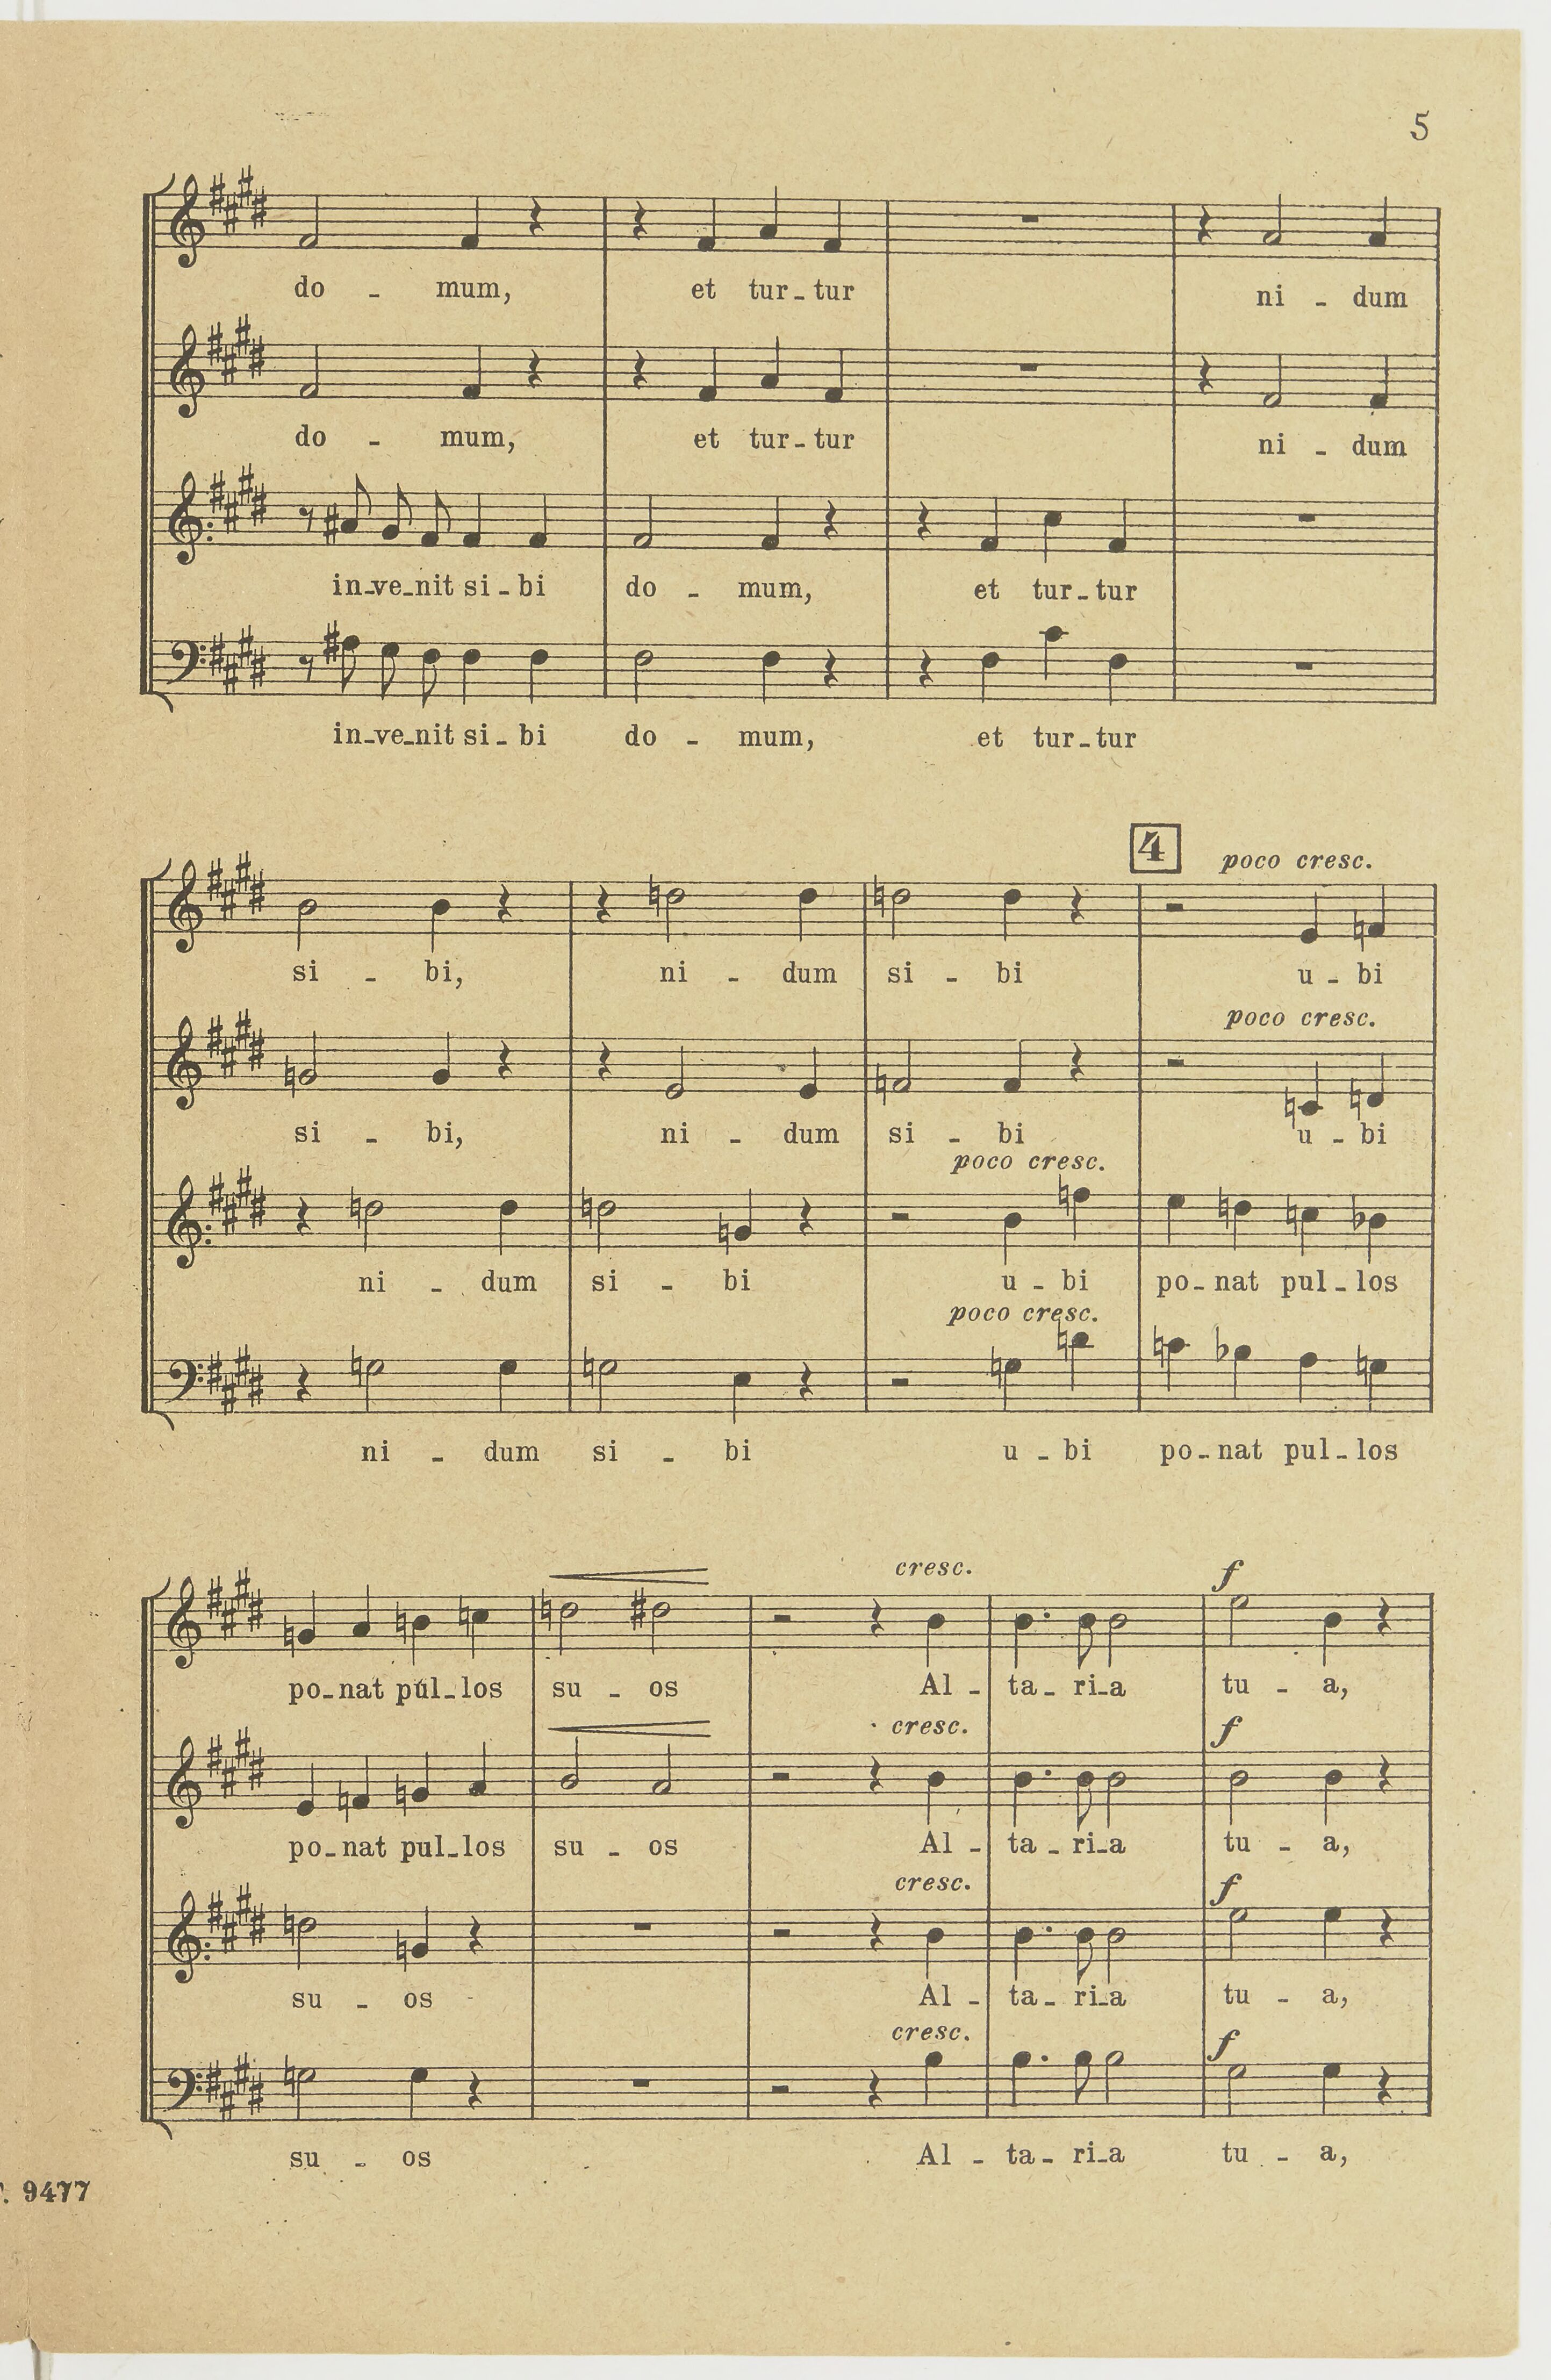 5
do - mum, et tur - tur ni - dum
do - mum, et tur - tur ni - dum
in - ve - nit si - bi do - mum, et tur - tur
in - ve - nit si - bi do - mum, et tur - tur
4 poco cresc.
si - bi, ni - dum si - bi u - bi
poco cresc.
si - bi, ni - dum si - bi u - bi
poco cresc.
ni - dum si - bi u - bi po - nat pul - los
poco cresc.
ni - dum si - bi u - bi po - nat pul - los
cresc. f
po - nat pul - los su - os Al - ta - ri - a tu - a,
cresc. f
po - nat pul - los su - os Al - ta - ri - a tu - a,
cresc. f
su - os Al - ta - ri - a tu - a,
cresc. f
su - os Al - ta - ri - a tu - a,
. 9477